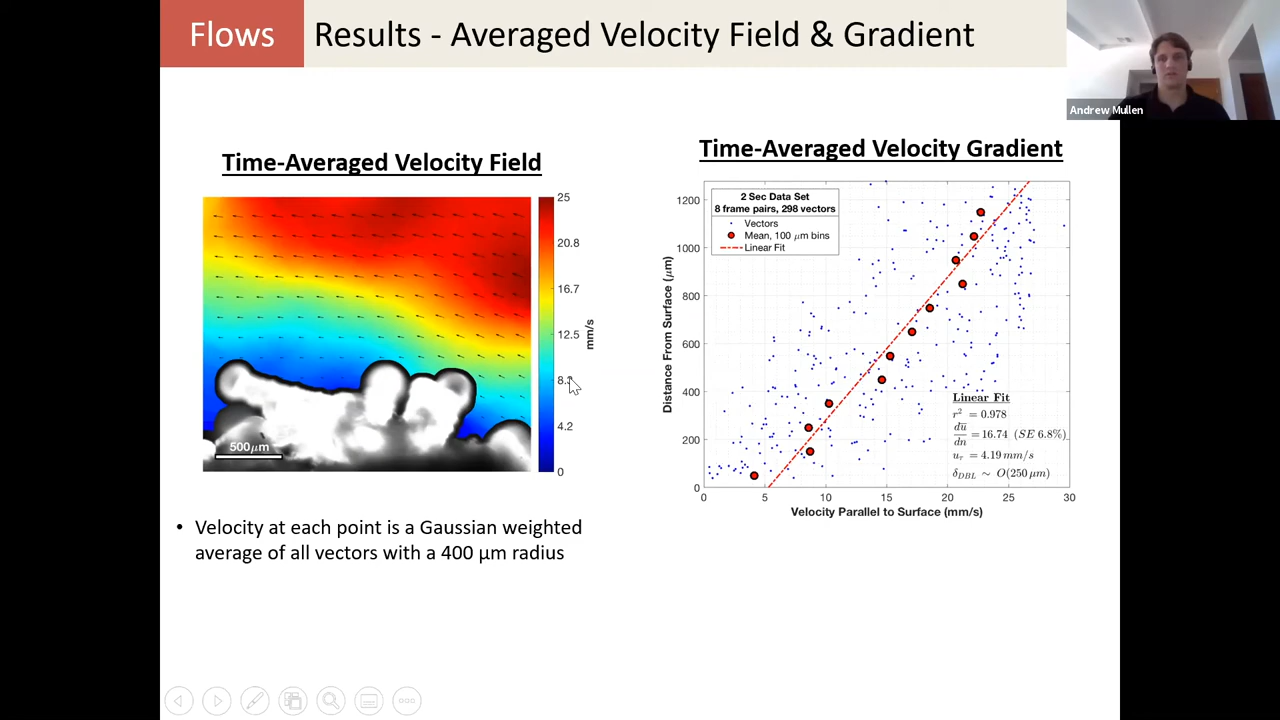 Flows
Results - Averaged Velocity Field & Gradient
Andrew Mullen
Time-Averaged Velocity Field
25
20.8
16.7
12.5
8.3
4.2
0
mm/s
500μm
Time-Averaged Velocity Gradient
2 Sec Data Set
8 frame pairs, 298 vectors
Vectors
Mean, 100 μm bins
Linear Fit
1200
1000
800
600
400
200
0
Distance From Surface (μm)
Linear Fit
r² = 0.978
dū/dn = 16.74 (SE 6.8%)
uτ = 4.19 mm/s
δDBL ∼ O(250 μm)
0 5 10 15 20 25 30
Velocity Parallel to Surface (mm/s)
• Velocity at each point is a Gaussian weighted
average of all vectors with a 400 μm radius